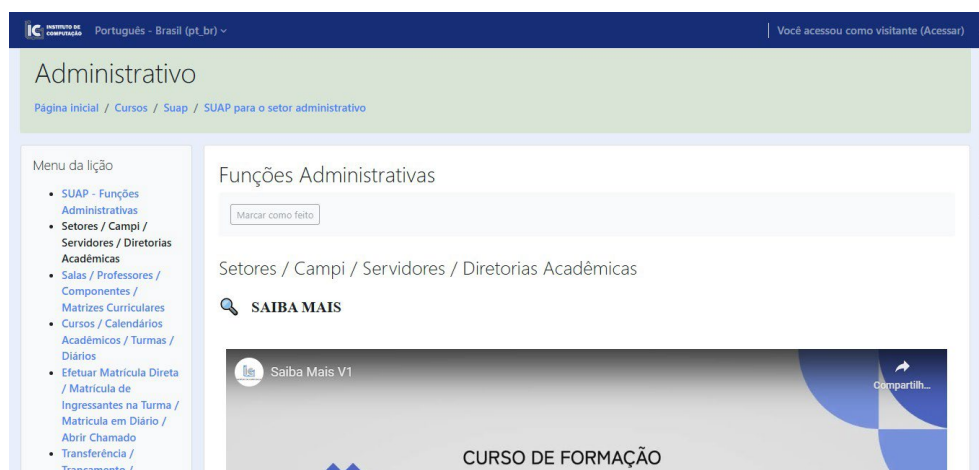 INSTITUTO DE
COMPUTAÇÃO
Português - Brasil (pt_br)
Você acessou como visitante (Acessar)
Administrativo
Página inicial / Cursos / Suap / SUAP para o setor administrativo
Menu da lição
SUAP - Funções
Administrativas
Setores / Campi /
Servidores / Diretorias
Acadêmicas
Salas / Professores /
Componentes /
Matrizes Curriculares
Cursos / Calendários
Acadêmicos / Turmas /
Diários
Efetuar Matrícula Direta
/ Matrícula de
Ingressantes na Turma /
Matricula em Diário /
Abrir Chamado
Transferência /
Trancamento /
Funções Administrativas
Marcar como feito
Setores / Campi / Servidores / Diretorias Acadêmicas
SAIBA MAIS
Saiba Mais V1
Compartilh...
CURSO DE FORMAÇÃO